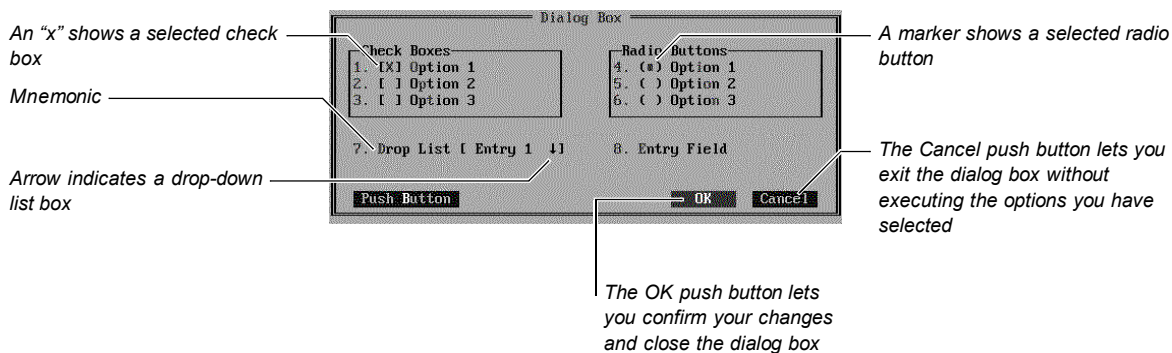 Dialog Box
An “x” shows a selected check
box
Mnemonic
Arrow indicates a drop-down
list box
Check Boxes
1. [X] Option 1
2. [ ] Option 2
3. [ ] Option 3
Radio Buttons
4. (■) Option 1
5. ( ) Option 2
6. ( ) Option 3
7. Drop List [ Entry 1 ↓]
8. Entry Field
Push Button
OK
Cancel
A marker shows a selected radio
button
The Cancel push button lets you
exit the dialog box without
executing the options you have
selected
The OK push button lets
you confirm your changes
and close the dialog box